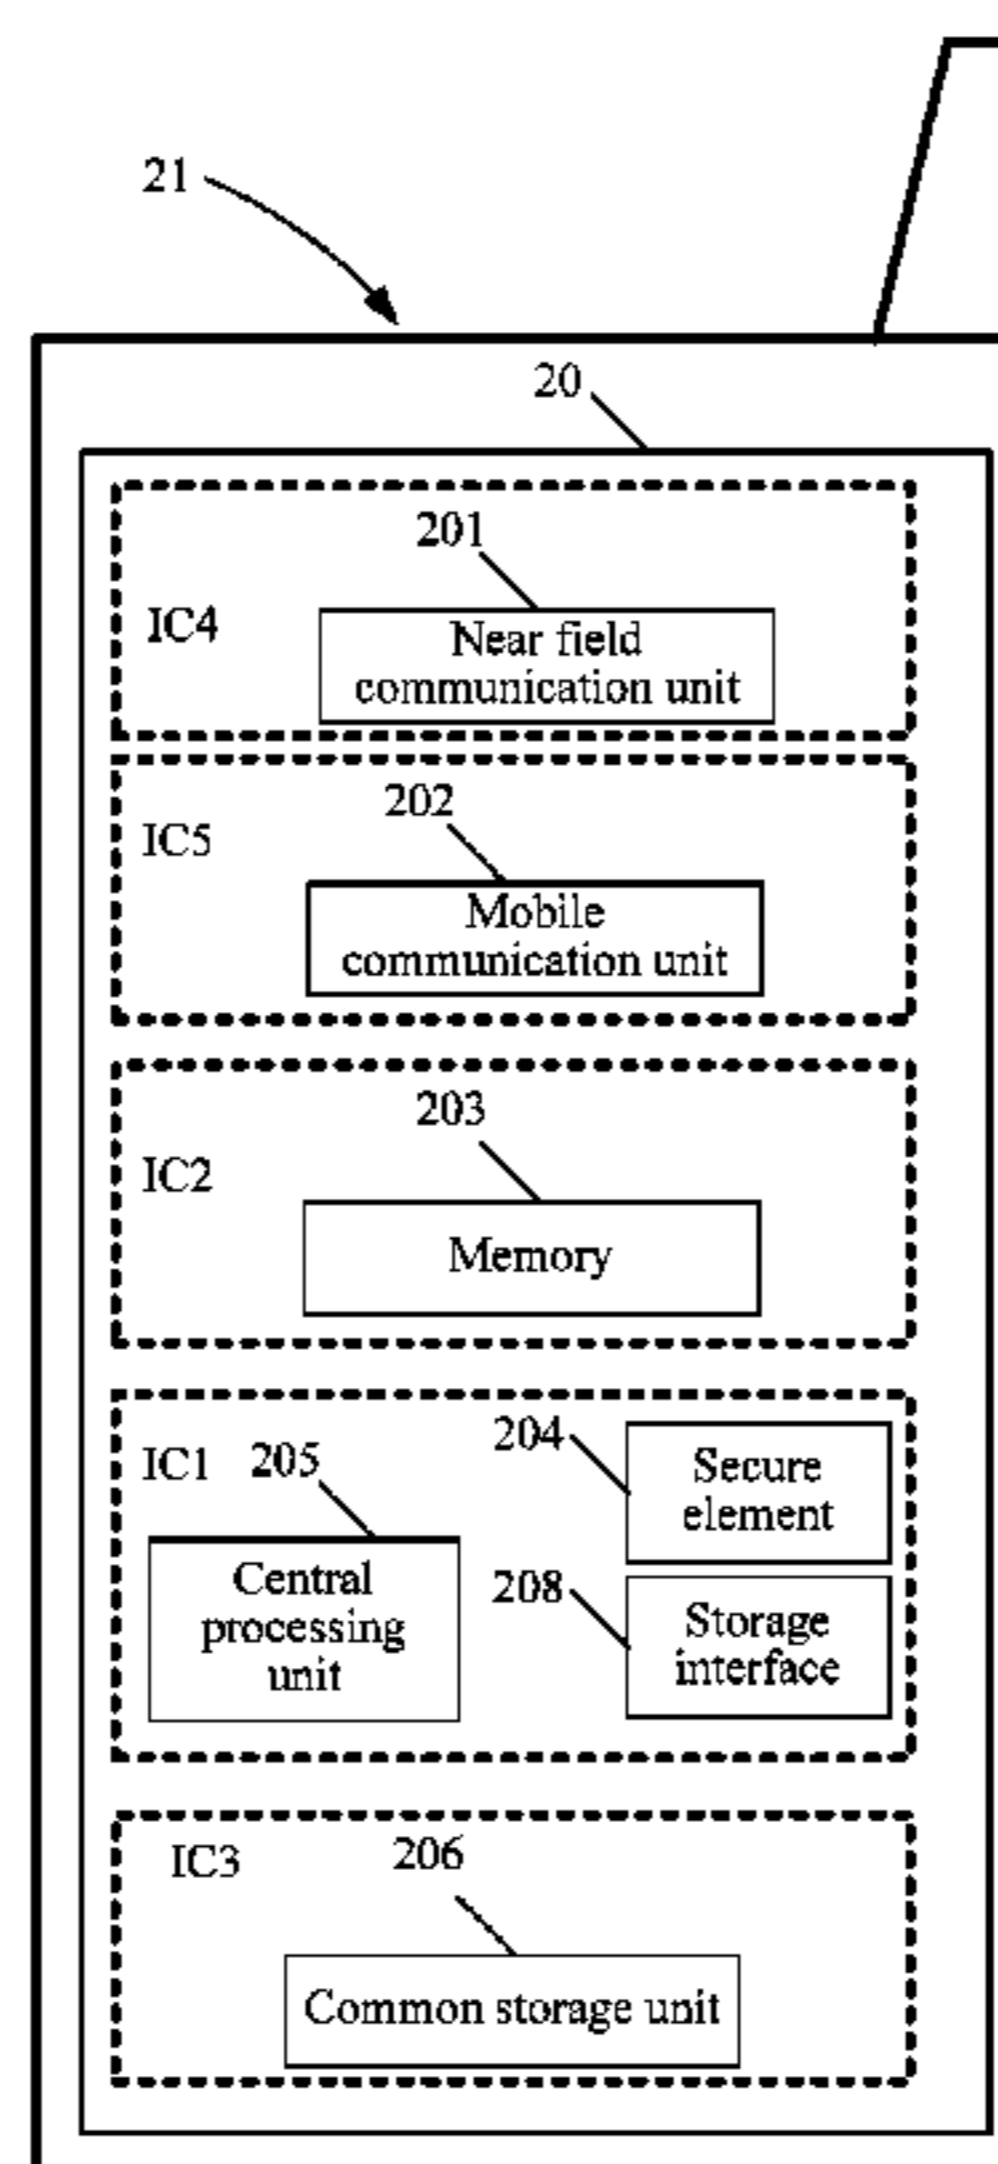 21
20
201
IC4
Near field
communication unit
202
IC5
Mobile
communication unit
203
IC2
Memory
204
IC1
205
Secure
element
Central
processing
unit
208
Storage
interface
IC3
206
Common storage unit